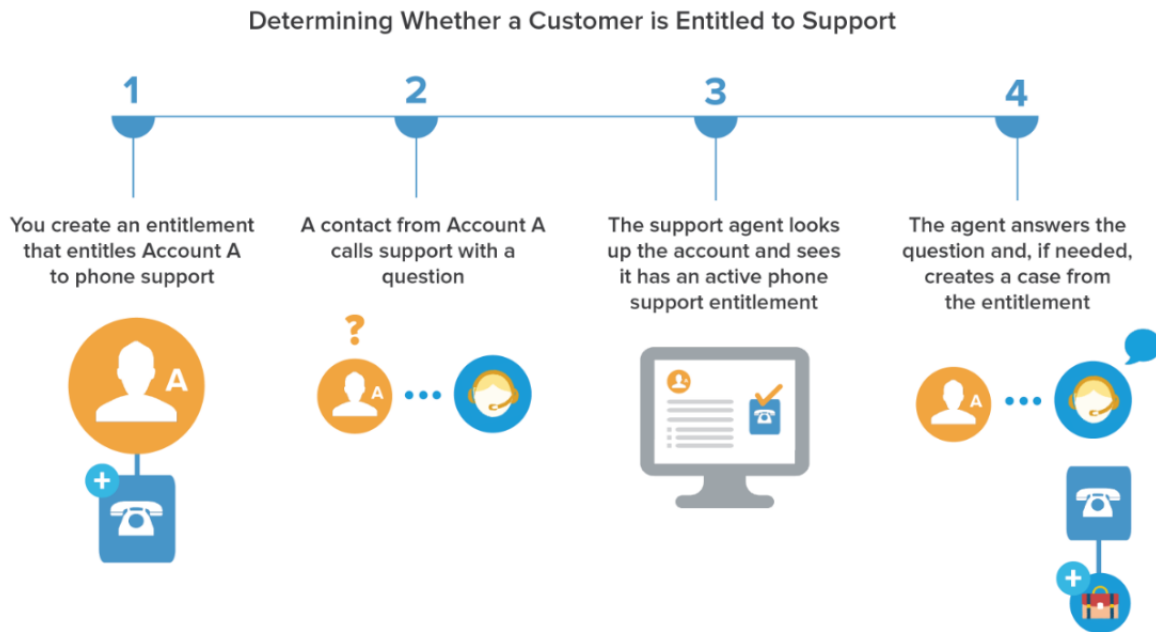 Determining Whether a Customer is Entitled to Support
1
2
3
4
You create an entitlement
that entitles Account A
to phone support
A contact from Account A
calls support with a
question
The support agent looks
up the account and sees
it has an active phone
support entitlement
The agent answers the
question and, if needed,
creates a case from
the entitlement
A
?
A
A